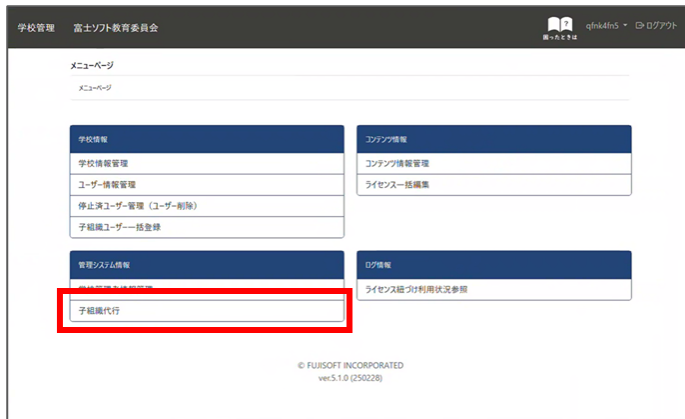 学校管理 富士ソフト教育委員会
困ったときは
qfnk4fn5 ログアウト
メニューページ
メニューページ
学校情報
学校情報管理
ユーザー情報管理
停止済ユーザー管理（ユーザー削除）
子組織ユーザー一括登録
コンテンツ情報
コンテンツ情報管理
ライセンス一括編集
管理システム情報
子組織代行
ログ情報
ライセンス紐づけ利用状況参照
© FUJISOFT INCORPORATED
ver.5.1.0 (250228)